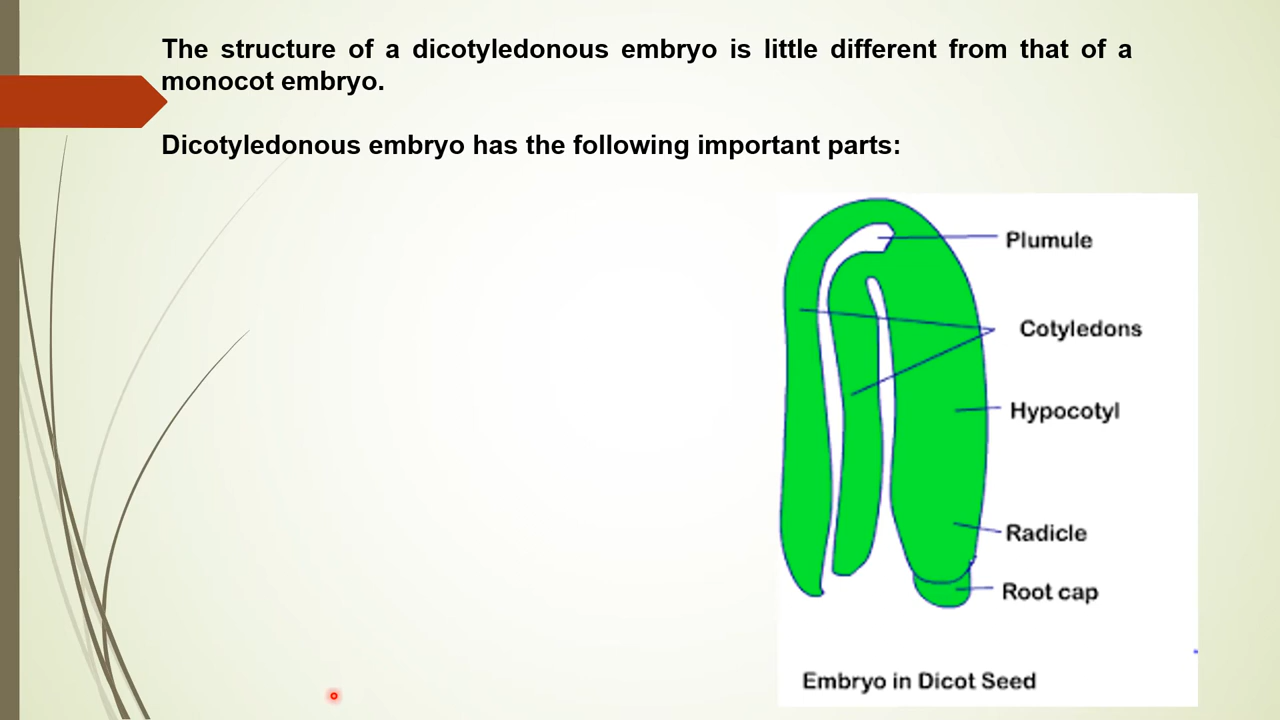 The structure of a dicotyledonous embryo is little different from that of a
monocot embryo.
Dicotyledonous embryo has the following important parts:
Plumule
Cotyledons
Hypocotyl
Radicle
Root cap
Embryo in Dicot Seed